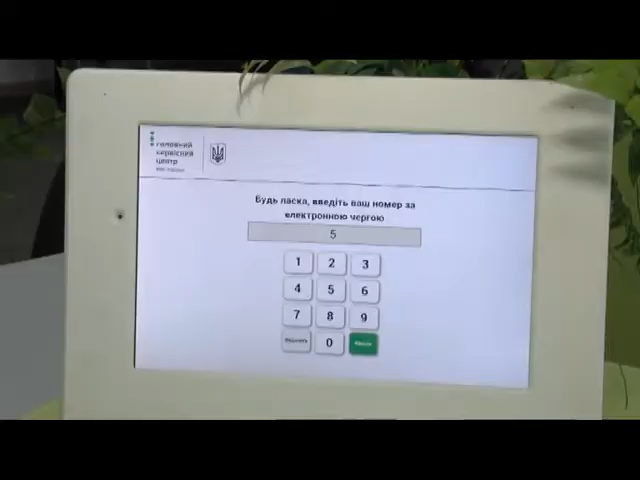 головний
сервісний
центр
Будь ласка, введіть ваш номер за
електронною чергою
5
1 2 3
4 5 6
7 8 9
0